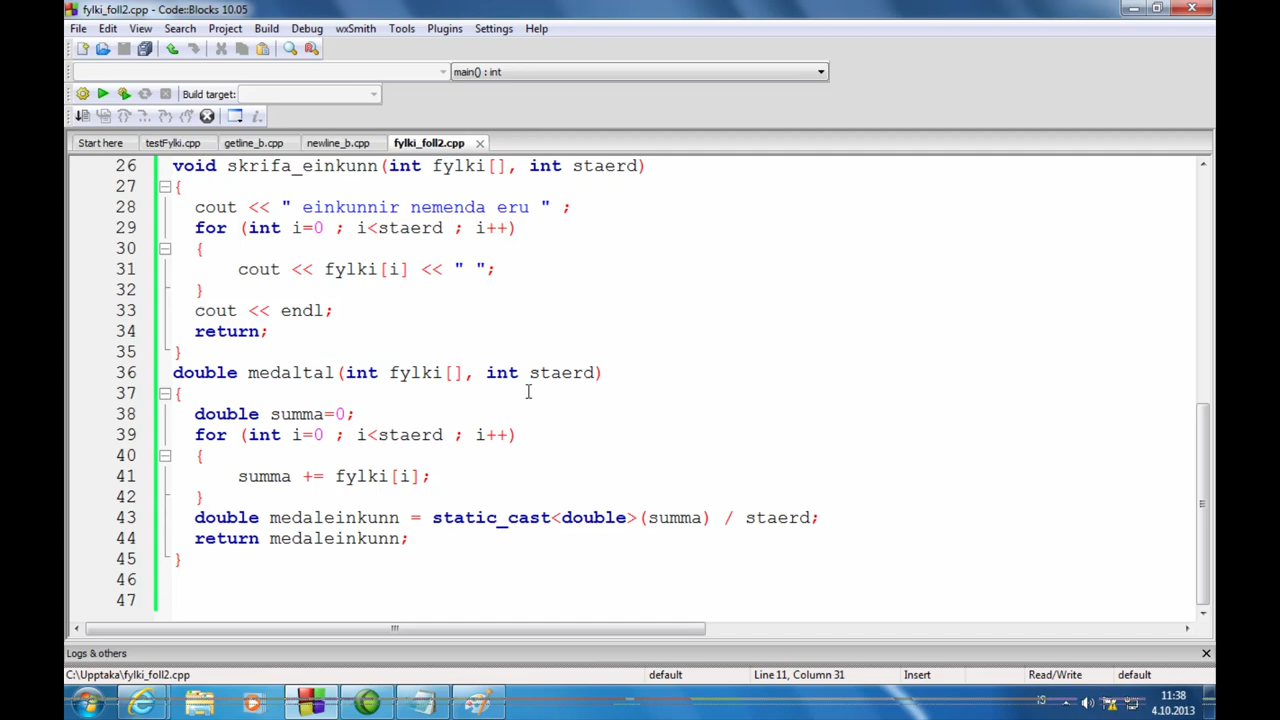 fylki_foll2.cpp - Code::Blocks 10.05
File Edit View Search Project Build Debug wxSmith Tools Plugins Settings Help
main() : int
Build target:
Start here testFylki.cpp getline_b.cpp newline_b.cpp fylki_foll2.cpp
26 void skrifa_einkunn(int fylki[], int staerd)
27 {
28 cout << " einkunnir nemenda eru " ;
29 for (int i=0 ; i<staerd ; i++)
30 {
31 cout << fylki[i] << " ";
32 }
33 cout << endl;
34 return;
35 }
36 double medaltal(int fylki[], int staerd)
37 {
38 double summa=0;
39 for (int i=0 ; i<staerd ; i++)
40 {
41 summa += fylki[i];
42 }
43 double medaleinkunn = static_cast<double>(summa) / staerd;
44 return medaleinkunn;
45 }
46
47
Logs & others
C:\Upptaka\fylki_foll2.cpp default Line 11, Column 31 Insert Read/Write default
IS 11:38
4.10.2013